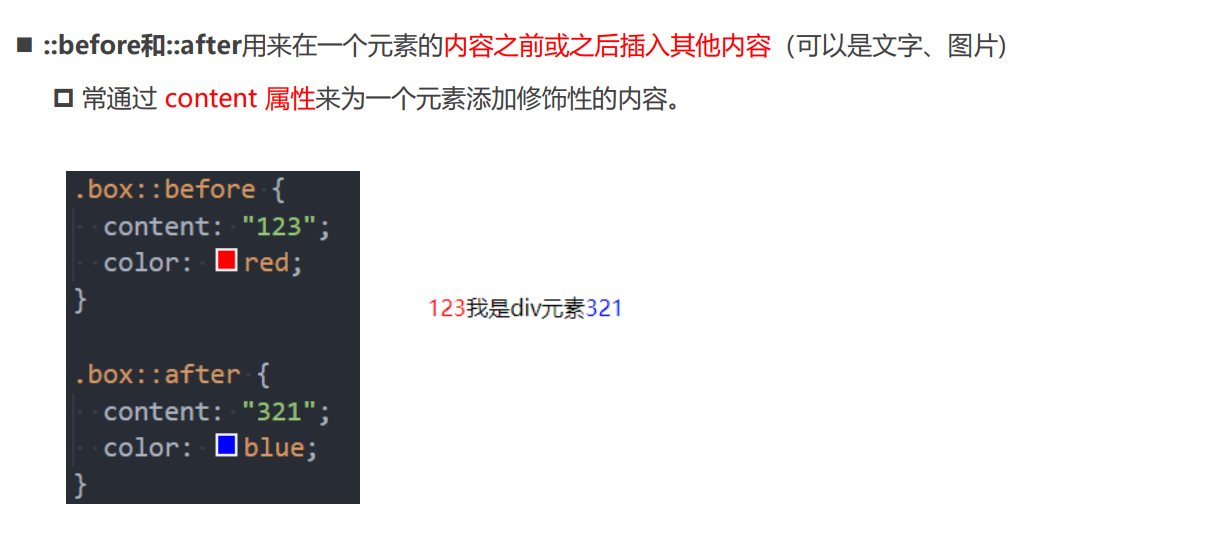 ::before和::after用来在一个元素的内容之前或之后插入其他内容（可以是文字、图片)
常通过 content 属性来为一个元素添加修饰性的内容。
.box::before {
content: "123";
color: red;
}
123我是div元素321
.box::after {
content: "321";
color: blue;
}